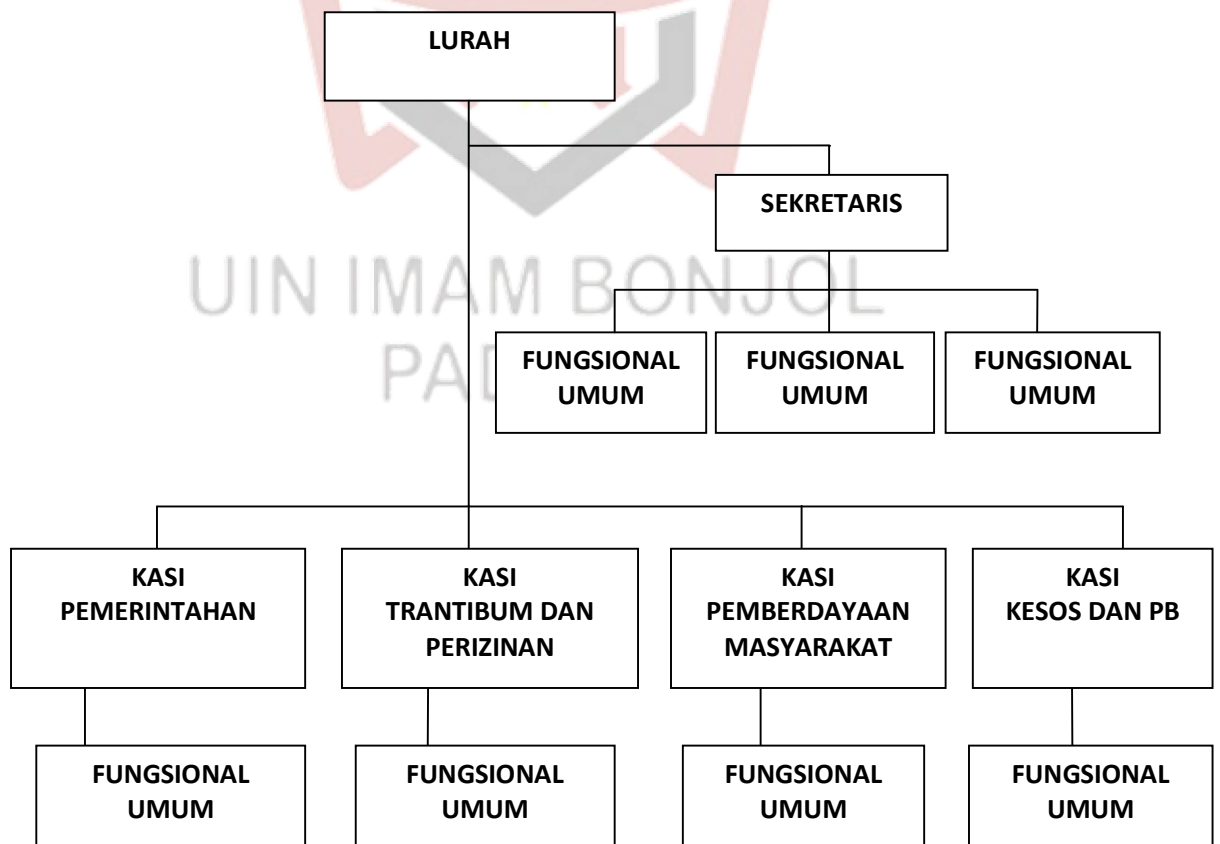 LURAH
SEKRETARIS
UIN IMAM BONJOL
PAD
FUNGSIONAL
UMUM
FUNGSIONAL
UMUM
FUNGSIONAL
UMUM
KASI
PEMERINTAHAN
KASI
TRANTIBUM DAN
PERIZINAN
KASI
PEMBERDAYAAN
MASYARAKAT
KASI
KESOS DAN PB
FUNGSIONAL
UMUM
FUNGSIONAL
UMUM
FUNGSIONAL
UMUM
FUNGSIONAL
UMUM